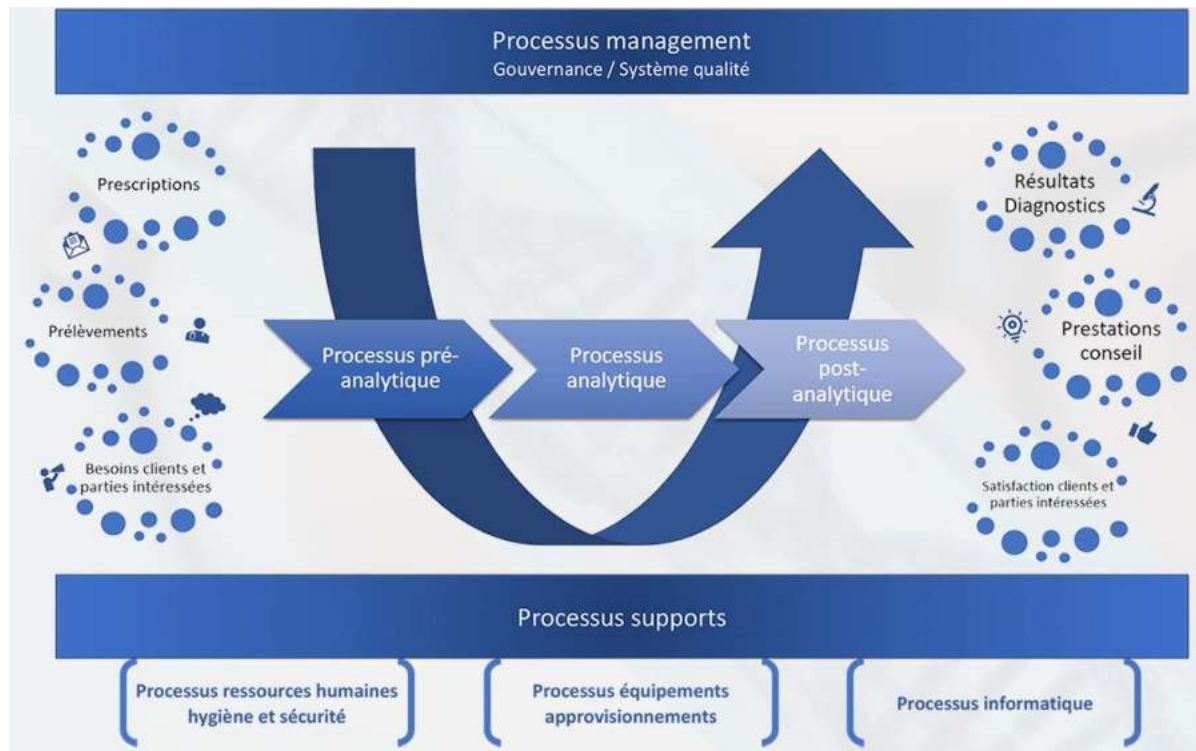 Processus management
Gouvernance / Système qualité
Prescriptions
Prélèvements
Besoins clients et
parties intéressées
Processus pré-
analytique
Processus
analytique
Processus
post-
analytique
Résultats
Diagnostics
Prestations
conseil
Satisfaction clients et
parties intéressées
Processus supports
Processus ressources humaines
hygiène et sécurité
Processus équipements
approvisionnements
Processus informatique